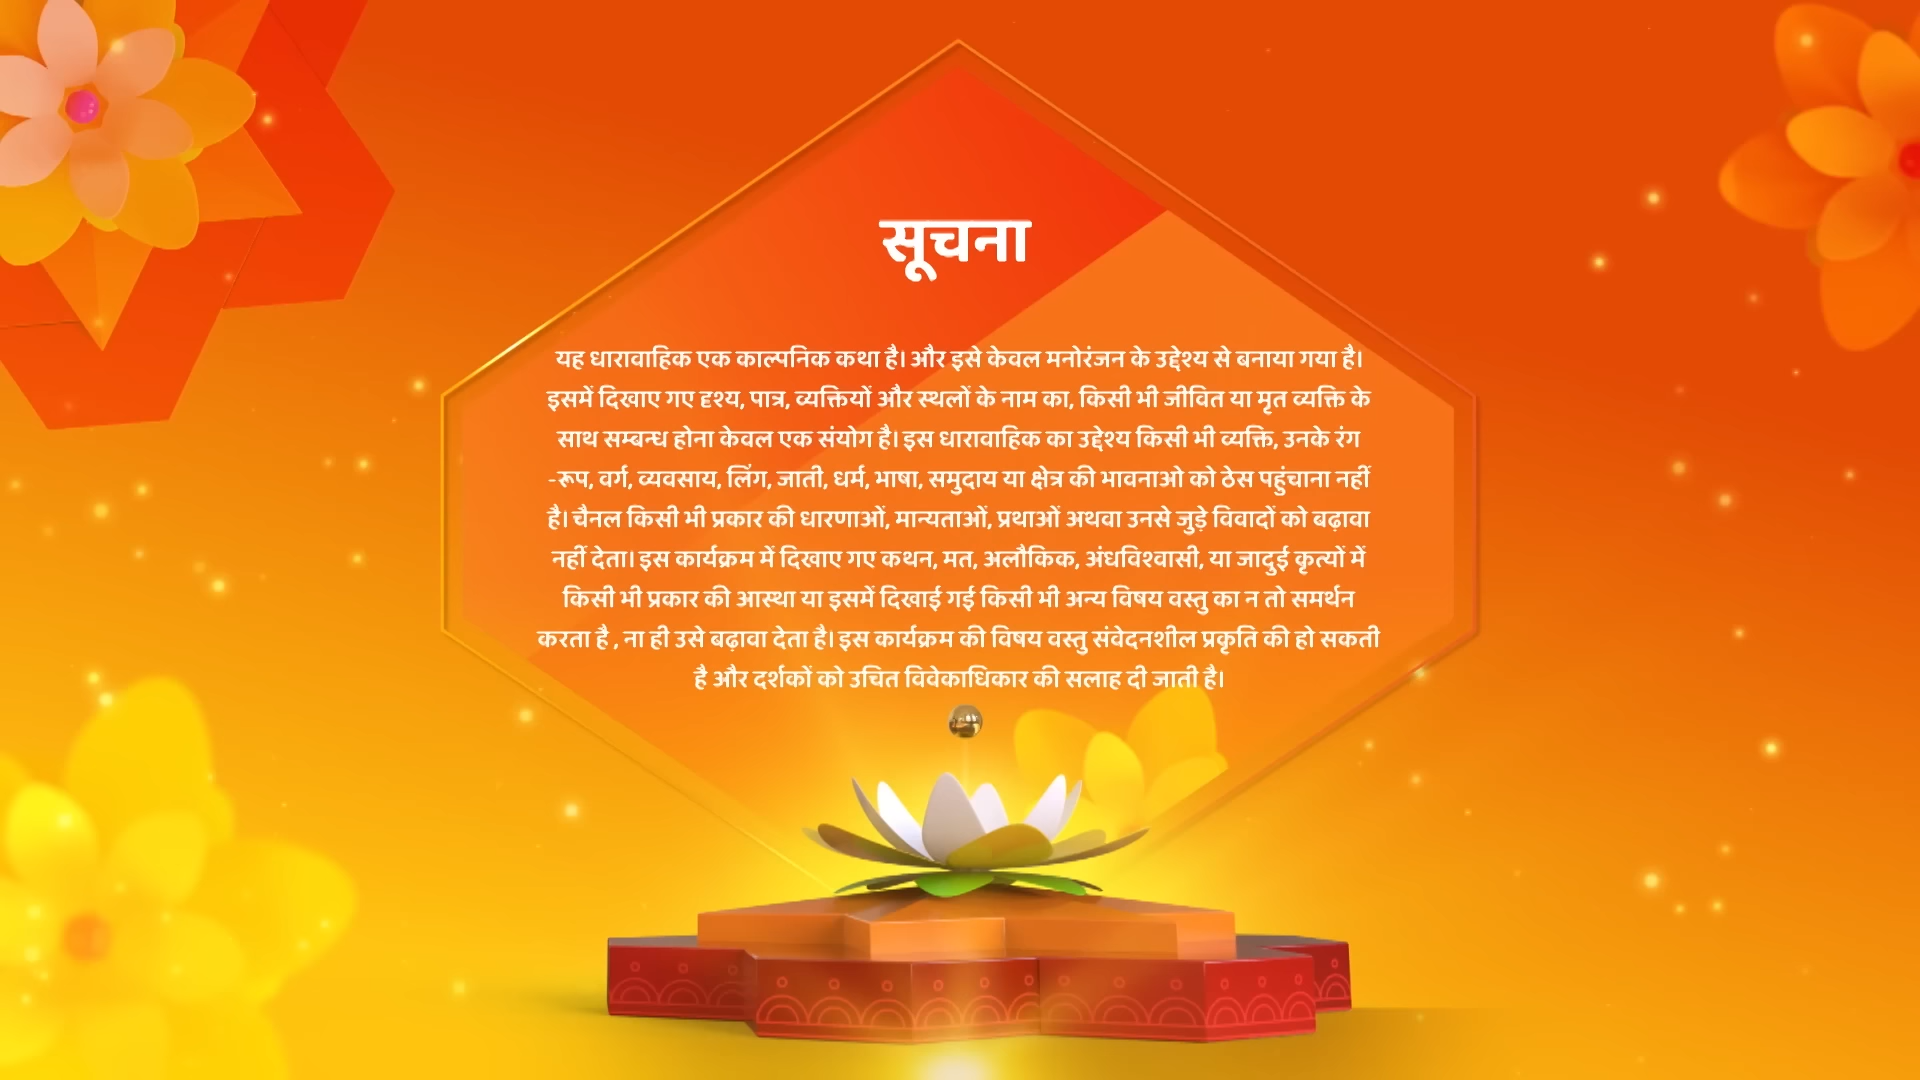 सूचना
यह धारावाहिक एक काल्पनिक कथा है। और इसे केवल मनोरंजन के उद्देश्य से बनाया गया है।
इसमें दिखाए गए दृश्य, पात्र, व्यक्तियों और स्थलों के नाम का, किसी भी जीवित या मृत व्यक्ति के
साथ सम्बन्ध होना केवल एक संयोग है। इस धारावाहिक का उद्देश्य किसी भी व्यक्ति, उनके रंग
-रूप, वर्ग, व्यवसाय, लिंग, जाती, धर्म, भाषा, समुदाय या क्षेत्र की भावनाओ को ठेस पहुंचाना नहीं
है। चैनल किसी भी प्रकार की धारणाओं, मान्यताओं, प्रथाओं अथवा उनसे जुड़े विवादों को बढ़ावा
नहीं देता। इस कार्यक्रम में दिखाए गए कथन, मत, अलौकिक, अंधविश्वासी, या जादुई कृत्यों में
किसी भी प्रकार की आस्था या इसमें दिखाई गई किसी भी अन्य विषय वस्तु का न तो समर्थन
करता है , ना ही उसे बढ़ावा देता है। इस कार्यक्रम की विषय वस्तु संवेदनशील प्रकृति की हो सकती
है और दर्शकों को उचित विवेकाधिकार की सलाह दी जाती है।